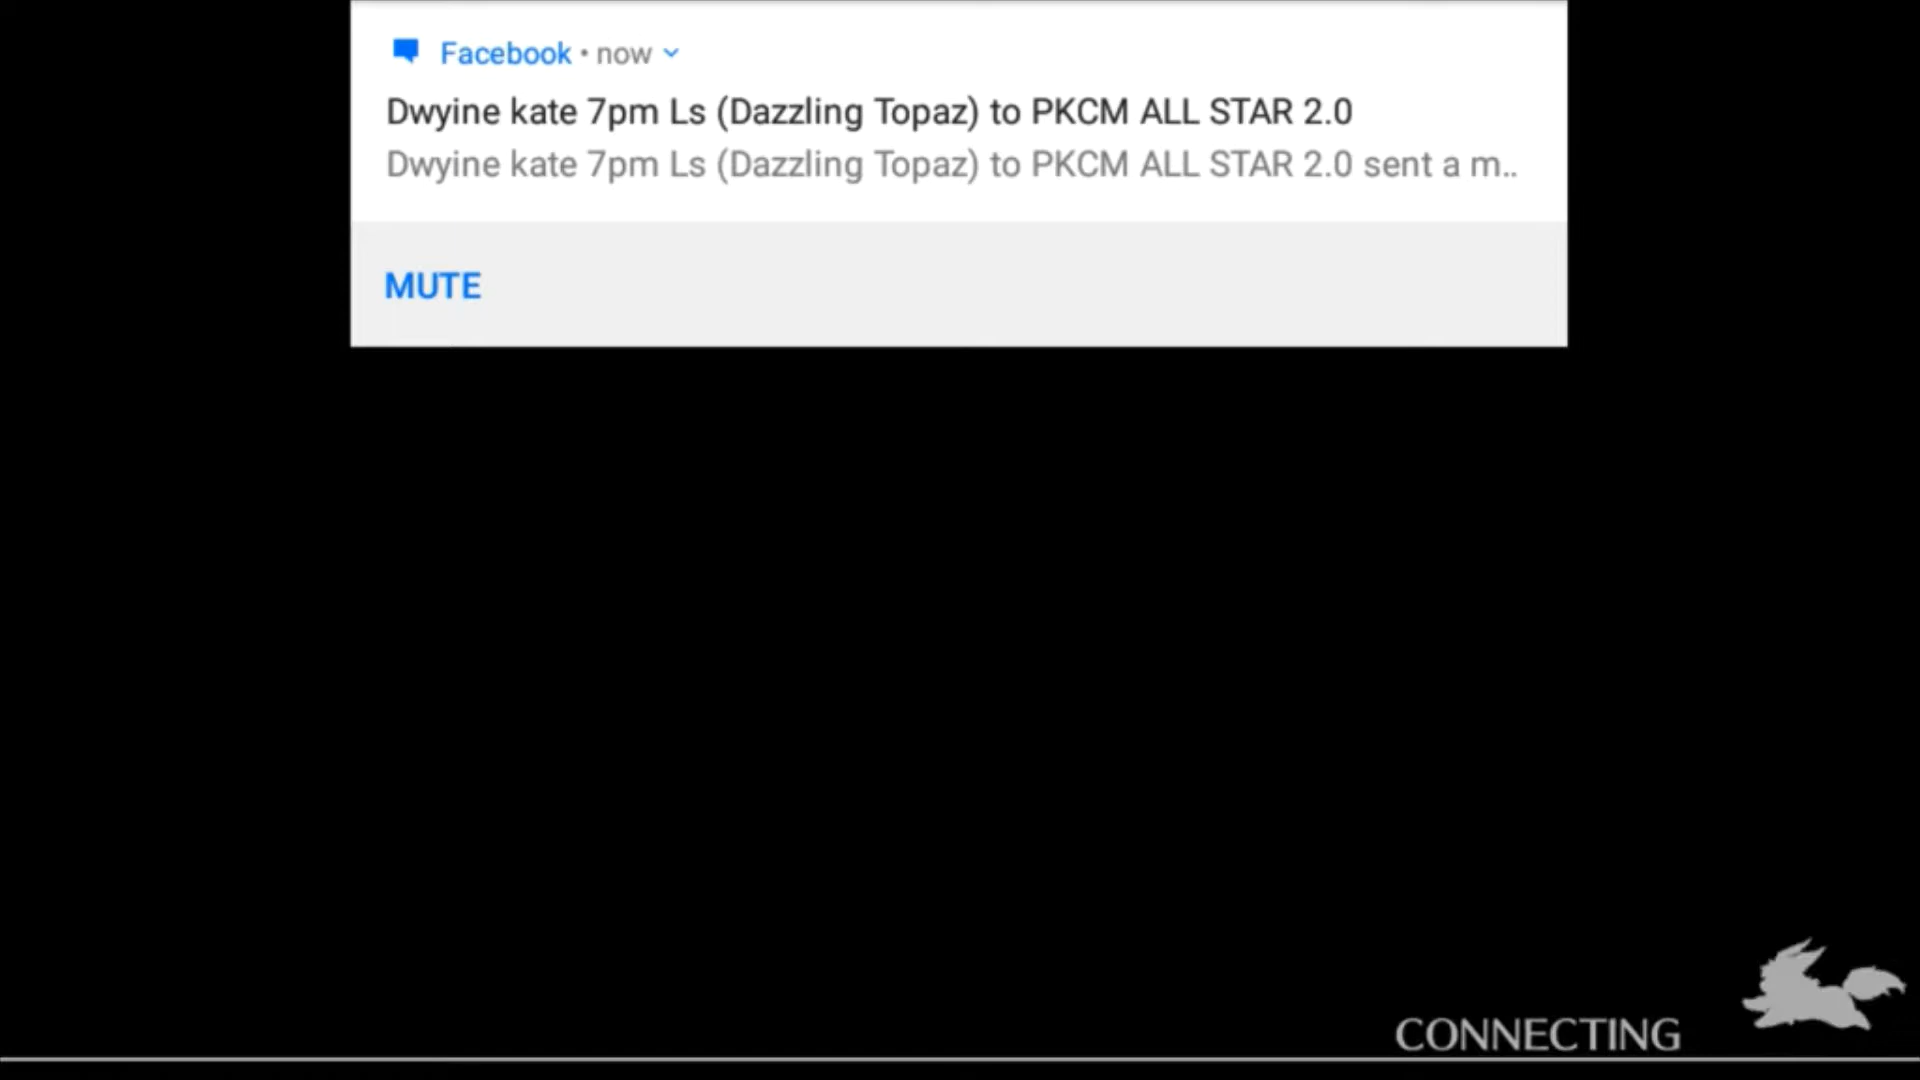 Facebook • now
Dwyine kate 7pm Ls (Dazzling Topaz) to PKCM ALL STAR 2.0
Dwyine kate 7pm Ls (Dazzling Topaz) to PKCM ALL STAR 2.0 sent a m..
MUTE
CONNECTING